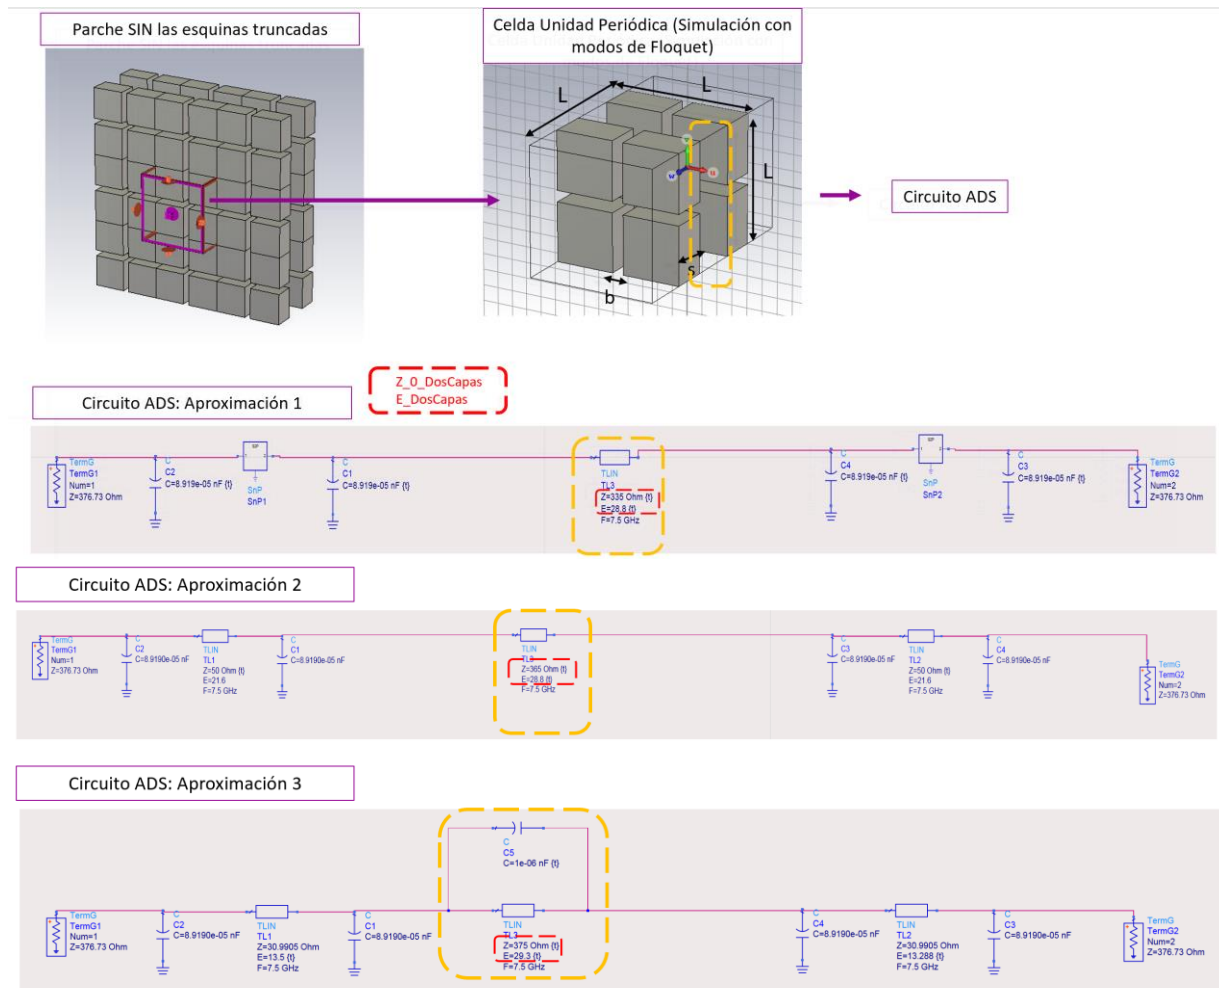 Parche SIN las esquinas truncadas
Celda Unidad Periódica (Simulación con
modos de Floquet)
L
L
L
s
b
Circuito ADS
Z_0_DosCapas
E_DosCapas
Circuito ADS: Aproximación 1
TermG
TermG1
Num=1
Z=376.73 Ohm
C
C2
C=8.919e-05 nF {t}
SnP
SnP1
C
C1
C=8.919e-05 nF {t}
TLIN
TL3
Z=335 Ohm {t}
E=28.8 {t}
F=7.5 GHz
C
C4
C=8.919e-05 nF {t}
SnP
SnP2
C
C3
C=8.919e-05 nF {t}
TermG
TermG2
Num=2
Z=376.73 Ohm
Circuito ADS: Aproximación 2
TermG
TermG1
Num=1
Z=376.73 Ohm
C
C2
C=8.9190e-05 nF
TLIN
TL1
Z=50 Ohm {t}
E=21.6
F=7.5 GHz
C
C1
C=8.9190e-05 nF
TLIN
TL3
Z=365 Ohm {t}
E=28.8 {t}
F=7.5 GHz
C
C3
C=8.9190e-05 nF
TLIN
TL2
Z=50 Ohm {t}
E=21.6
F=7.5 GHz
C
C4
C=8.9190e-05 nF
TermG
TermG2
Num=2
Z=376.73 Ohm
Circuito ADS: Aproximación 3
C
C5
C=1e-06 nF {t}
TermG
TermG1
Num=1
Z=376.73 Ohm
C
C2
C=8.9190e-05 nF
TLIN
TL1
Z=30.9905 Ohm
E=13.5 {t}
F=7.5 GHz
C
C1
C=8.9190e-05 nF
TLIN
TL3
Z=375 Ohm {t}
E=29.3 {t}
F=7.5 GHz
C
C4
C=8.9190e-05 nF
TLIN
TL2
Z=30.9905 Ohm
E=13.288 {t}
F=7.5 GHz
C
C3
C=8.9190e-05 nF
TermG
TermG2
Num=2
Z=376.73 Ohm